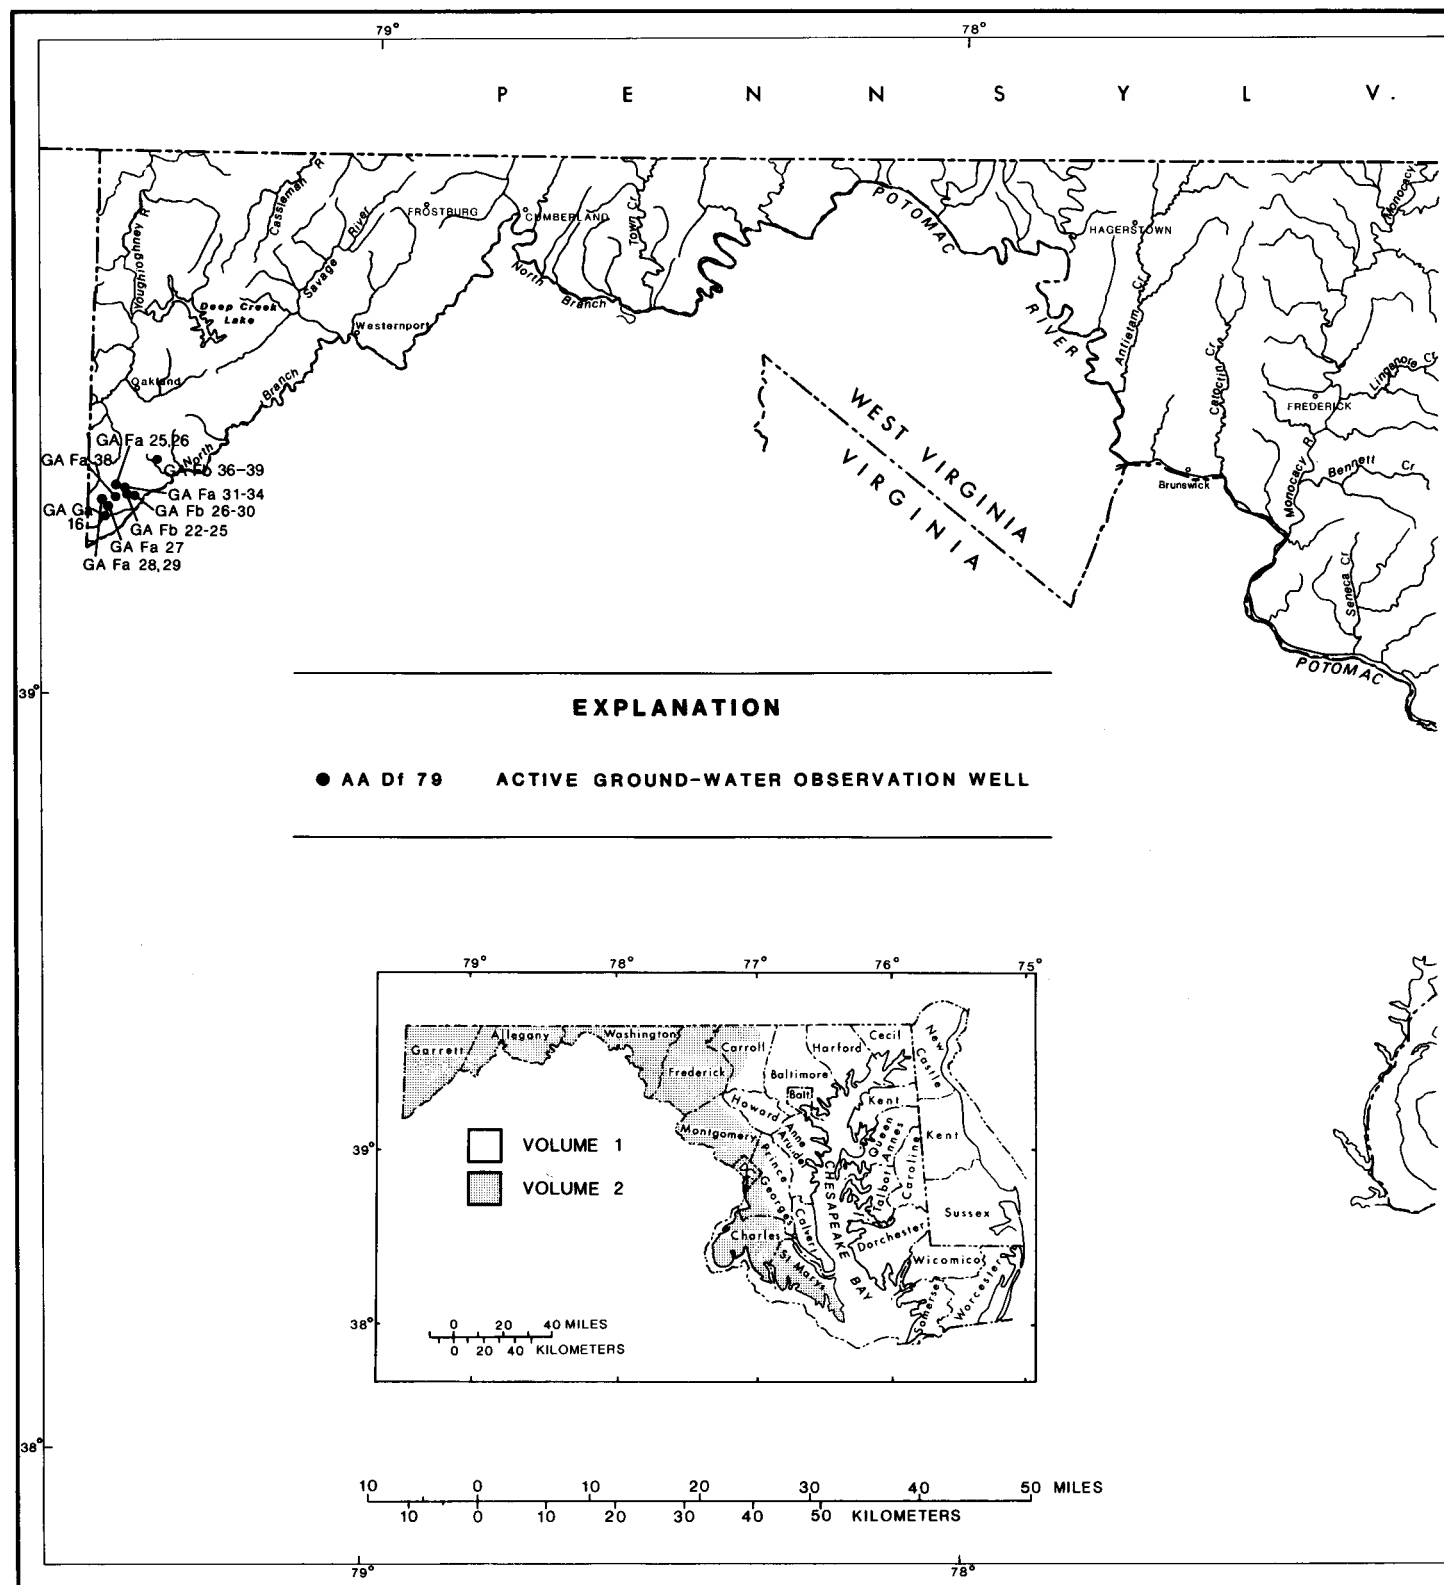 79° 78°
P E N N S Y L V.
Youghioghney R
Cassleman R
Savage River
FROSTBURG
CUMBERLAND
Town Cr
POTOMAC
RIVER
HAGERSTOWN
Antietam Cr
Monocacy
Deep Creek
Lake
Westernport
North
Branch
Oakland
Branch
North
Catoctin Cr
Linganore Cr
FREDERICK
Monocacy R
Bennett Cr
Brunswick
Seneca Cr
POTOMAC
WEST VIRGINIA
VIRGINIA
GA Fa 25,26
GA Fa 38
GA Fb 36-39
GA Fa 31-34
GA Ga
16
GA Fb 26-30
GA Fb 22-25
GA Fa 27
GA Fa 28,29
39°
EXPLANATION
AA Df 79 ACTIVE GROUND-WATER OBSERVATION WELL
79° 78° 77° 76° 75°
Garrett
Allegany
Washington
Frederick
Carroll
Baltimore
Balt
Harford
Cecil
New
Castle
Howard
Montgomery
Anne
Arundel
Prince
Georges
Kent
Queen
Annes
Kent
Talbot
Caroline
CHESAPEAKE
BAY
Calvert
Charles
St Marys
Dorchester
Sussex
Wicomico
Somerset
Worcester
39°
VOLUME 1
VOLUME 2
38°
0 20 40 MILES
0 20 40 KILOMETERS
38°
10 0 10 20 30 40 50 MILES
10 0 10 20 30 40 50 KILOMETERS
79° 78°